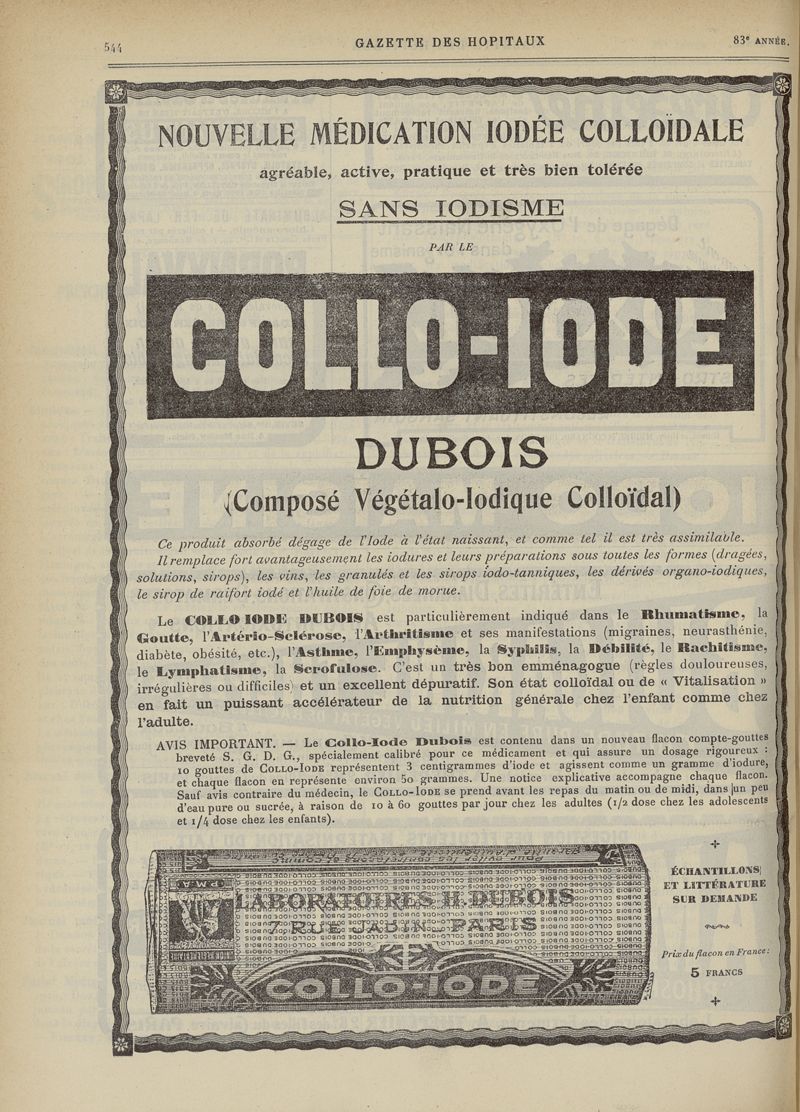 544
GAZETTE DES HOPITAUX
83e ANNÉE.
NOUVELLE MÉDICATION IODÉE COLLOÏDALE
agréable, active, pratique et très bien tolérée
SANS IODISME
PAR LE
COLLO-IODE
DUBOIS
(Composé Végétalo-Iodique Colloïdal)
Ce produit absorbé dégage de l'Iode à l'état naissant, et comme tel il est très assimilable.
Il remplace fort avantageusement les iodures et leurs préparations sous toutes les formes (dragées,
solutions, sirops), les vins, les granulés et les sirops iodo-tanniques, les dérivés organo-iodiques,
le sirop de raifort iodé et l'huile de foie de morue.
Le COLLO IODE DUBOIS est particulièrement indiqué dans le Rhumatisme, la
Goutte, l'Artério-Sclérose, l'Arthritisme et ses manifestations (migraines, neurasthénie,
diabète, obésité, etc.), l'Asthme, l'Emphysème, la Syphilis, la Débilité, le Rachitisme,
le Lymphatisme, la Scrofulose. C'est un très bon emménagogue (règles douloureuses,
irrégulières ou difficiles) et un excellent dépuratif. Son état colloïdal ou de « Vitalisation »
en fait un puissant accélérateur de la nutrition générale chez l'enfant comme chez
l'adulte.
AVIS IMPORTANT. — Le Collo-Iode Dubois est contenu dans un nouveau flacon compte-gouttes
breveté S. G. D. G., spécialement calibré pour ce médicament et qui assure un dosage rigoureux :
10 gouttes de COLLO-IODE représentent 3 centigrammes d'iode et agissent comme un gramme d'iodure,
et chaque flacon en représente environ 50 grammes. Une notice explicative accompagne chaque flacon.
Sauf avis contraire du médecin, le COLLO-IODE se prend avant les repas du matin ou de midi, dans un peu
d'eau pure ou sucrée, à raison de 10 à 60 gouttes par jour chez les adultes (1/2 dose chez les adolescents
et 1/4 dose chez les enfants).
LABORATOIRES H. DUBOIS
7 RUE JADIN - PARIS
COLLO-IODE
ÉCHANTILLONS
ET LITTÉRATURE
SUR DEMANDE
Prix du flacon en France :
5 FRANCS